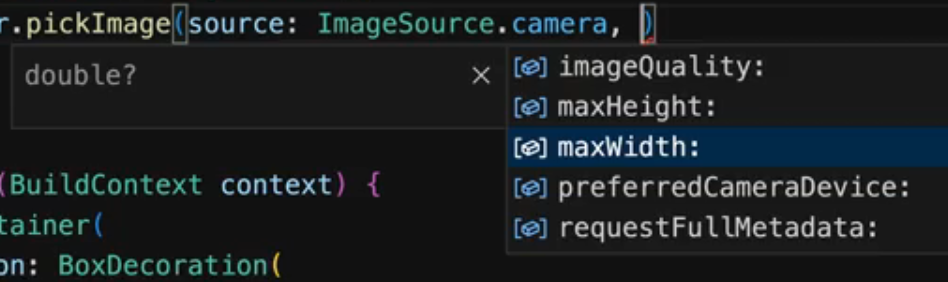 r.pickImage(source: ImageSource.camera, )
double?
imageQuality:
maxHeight:
maxWidth:
preferredCameraDevice:
requestFullMetadata:
(BuildContext context) {
tainer(
on: BoxDecoration(